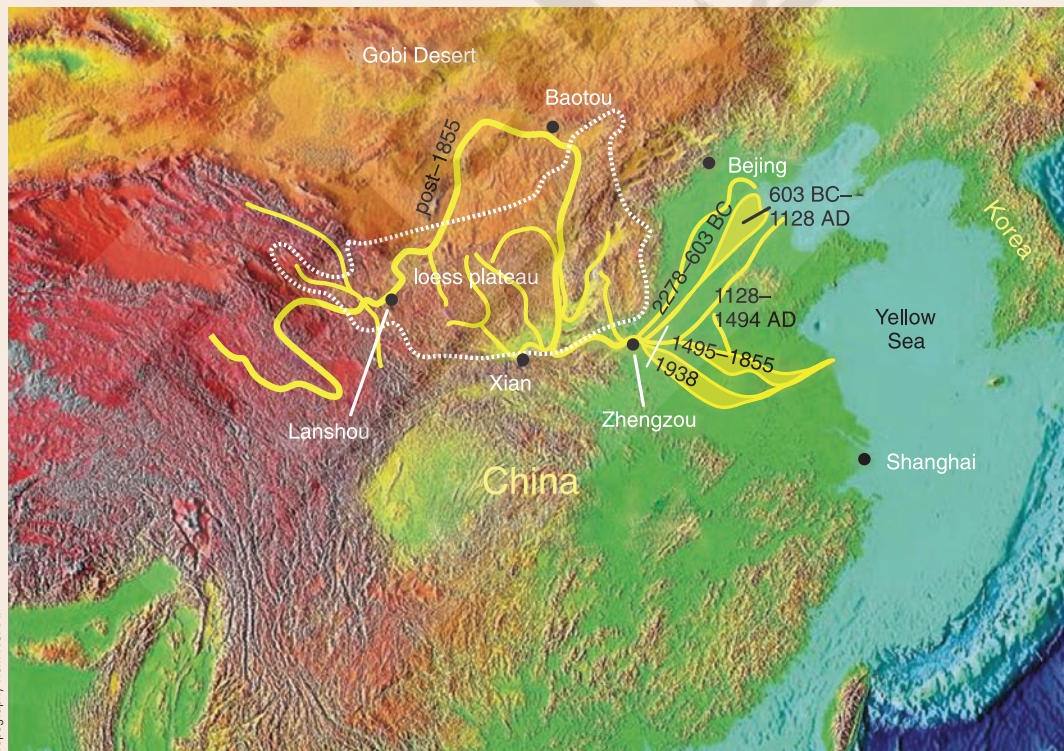 Gobi Desert
Baotou
post–1855
Bejing
603 BC–
1128 AD
Korea
2278–603 BC
loess plateau
1128–
1494 AD
Yellow
Sea
1495–1855
1938
Xian
Lanshou
Zhengzou
China
Shanghai